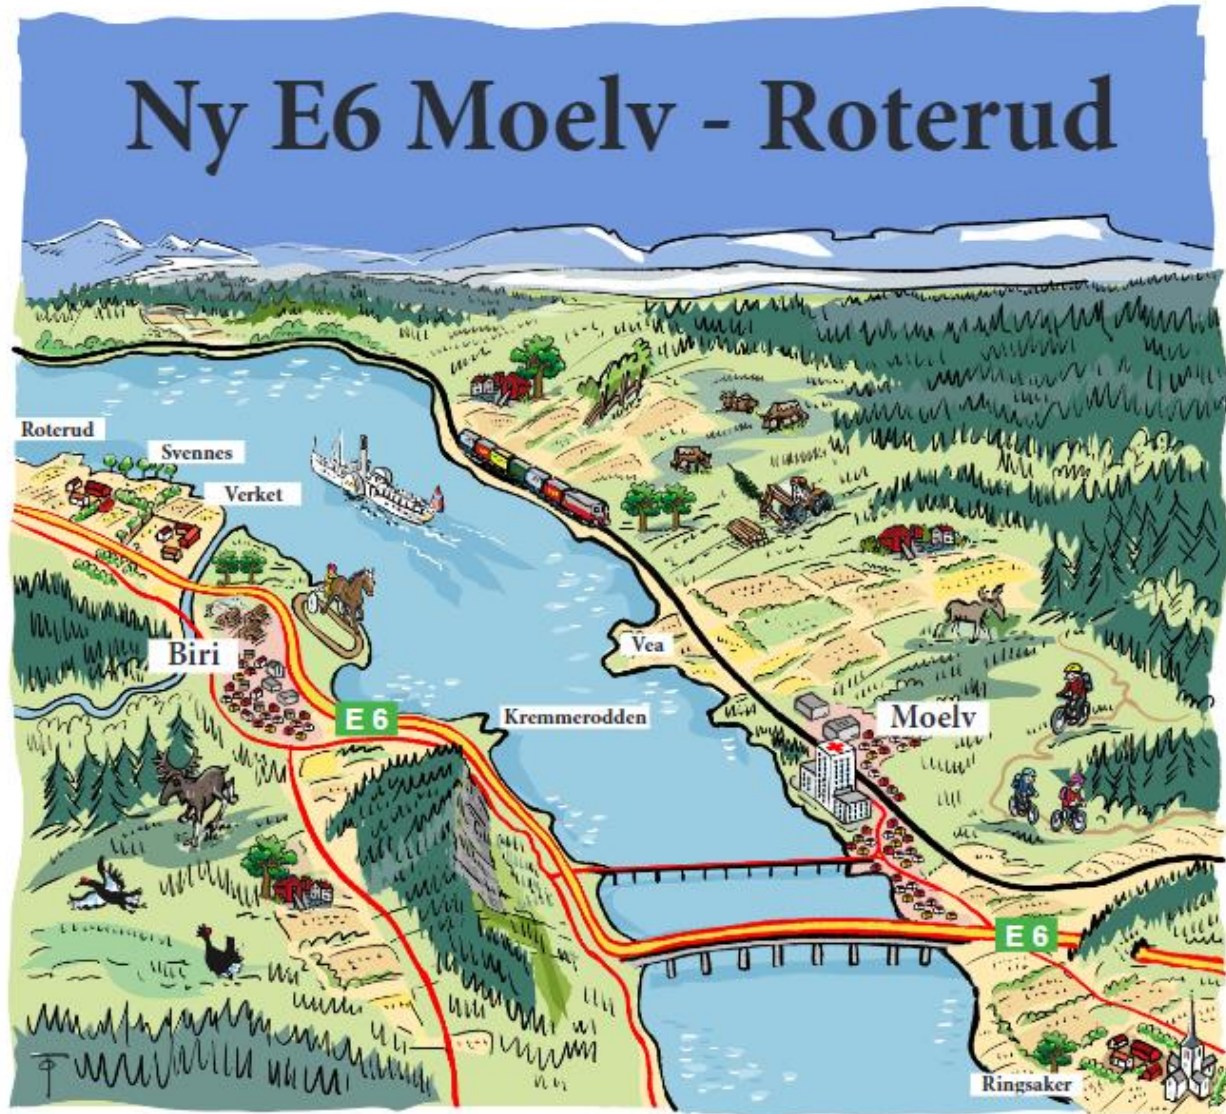 Ny E6 Moelv - Roterud
Roterud
Svennes
Verket
Vea
Biri
E 6
Kremmerodden
Moelv
E 6
Ringsaker